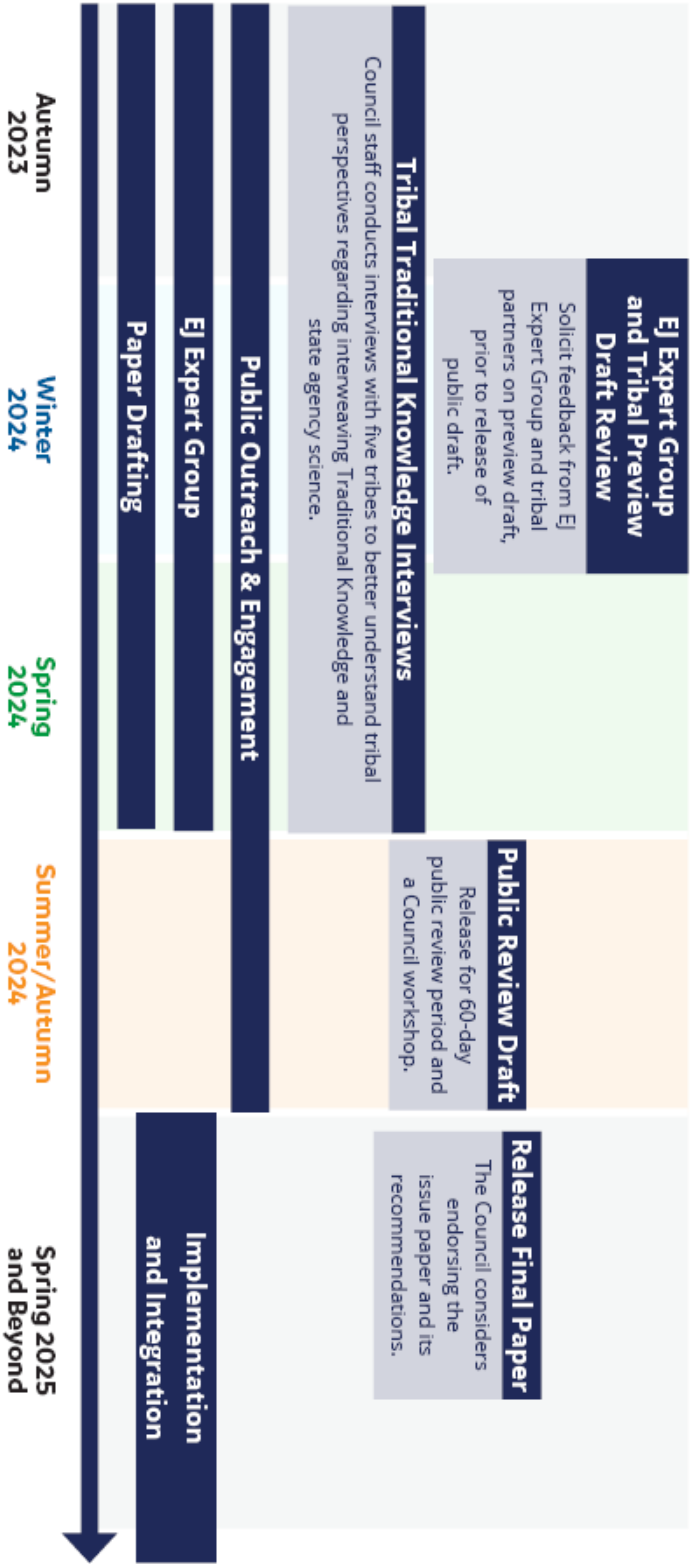 EJ Expert Group
and Tribal Preview
Draft Review
Solicit feedback from EJ
Expert Group and tribal
partners on preview draft,
prior to release of
public draft.
Public Review Draft
Release for 60-day
public review period and
a Council workshop.
Release Final Paper
The Council considers
endorsing the
issue paper and its
recommendations.
Tribal Traditional Knowledge Interviews
Council staff conducts interviews with five tribes to better understand tribal
perspectives regarding interweaving Traditional Knowledge and
state agency science.
Public Outreach & Engagement
EJ Expert Group
Paper Drafting
Implementation
and Integration
Autumn
2023
Winter
2024
Spring
2024
Summer/Autumn
2024
Spring 2025
and Beyond